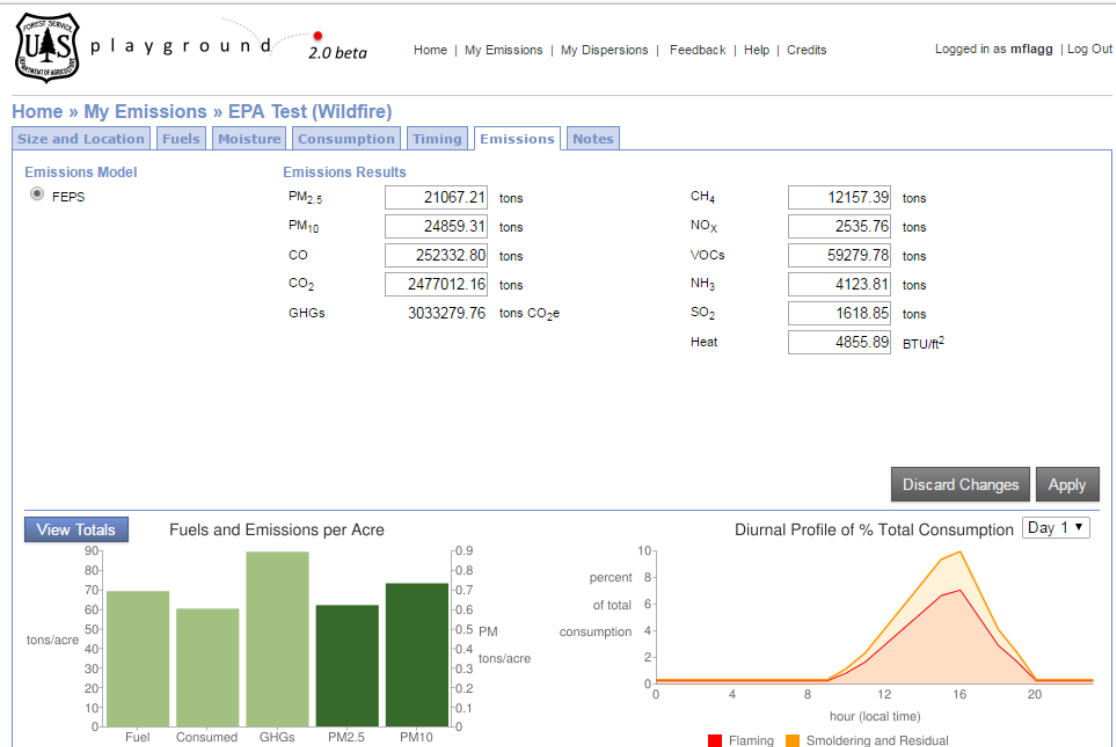 FOREST SERVICE
U S
DEPARTMENT OF AGRICULTURE
playground 2.0 beta
Home | My Emissions | My Dispersions | Feedback | Help | Credits
Logged in as mflagg | Log Out
Home » My Emissions » EPA Test (Wildfire)
Size and Location Fuels Moisture Consumption Timing Emissions Notes
Emissions Model
FEPS
Emissions Results
PM2.5 21067.21 tons
PM10 24859.31 tons
CO 252332.80 tons
CO2 2477012.16 tons
GHGs 3033279.76 tons CO2e
CH4 12157.39 tons
NOX 2535.76 tons
VOCs 59279.78 tons
NH3 4123.81 tons
SO2 1618.85 tons
Heat 4855.89 BTU/ft2
Discard Changes Apply
View Totals
Fuels and Emissions per Acre
90
80
70
60
50
40
30
20
10
0
tons/acre
0.9
0.8
0.7
0.6
0.5
0.4
0.3
0.2
0.1
0
PM
tons/acre
Fuel Consumed GHGs PM2.5 PM10
Diurnal Profile of % Total Consumption Day 1
percent
of total
consumption
10
8
6
4
2
0
0 4 8 12 16 20
hour (local time)
Flaming Smoldering and Residual